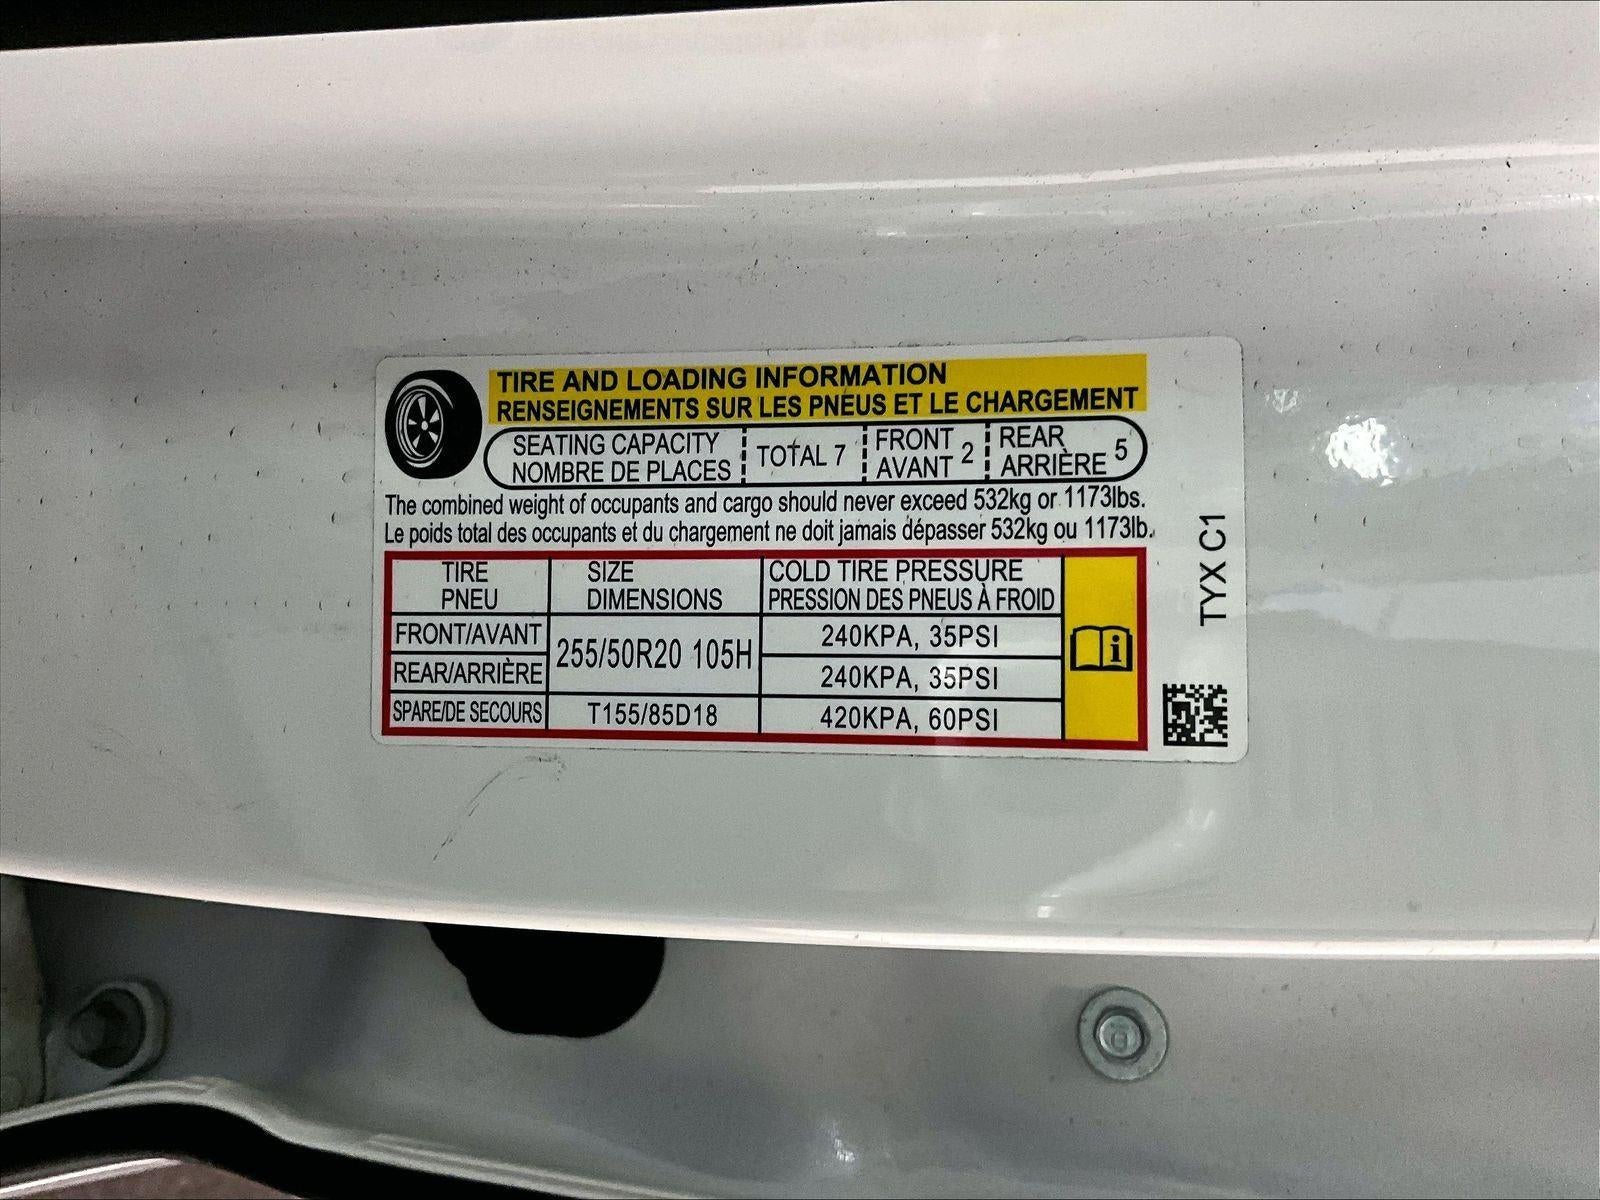 TIRE AND LOADING INFORMATION
RENSEIGNEMENTS SUR LES PNEUS ET LE CHARGEMENT
SEATING CAPACITY
NOMBRE DE PLACES
TOTAL 7
FRONT
AVANT 2
REAR
ARRIÈRE 5
The combined weight of occupants and cargo should never exceed 532kg or 1173lbs.
Le poids total des occupants et du chargement ne doit jamais dépasser 532kg ou 1173lb.
TIRE
PNEU
SIZE
DIMENSIONS
COLD TIRE PRESSURE
PRESSION DES PNEUS À FROID
FRONT/AVANT
255/50R20 105H
240KPA, 35PSI
REAR/ARRIÈRE
240KPA, 35PSI
SPARE/DE SECOURS
T155/85D18
420KPA, 60PSI
i
TYX C1